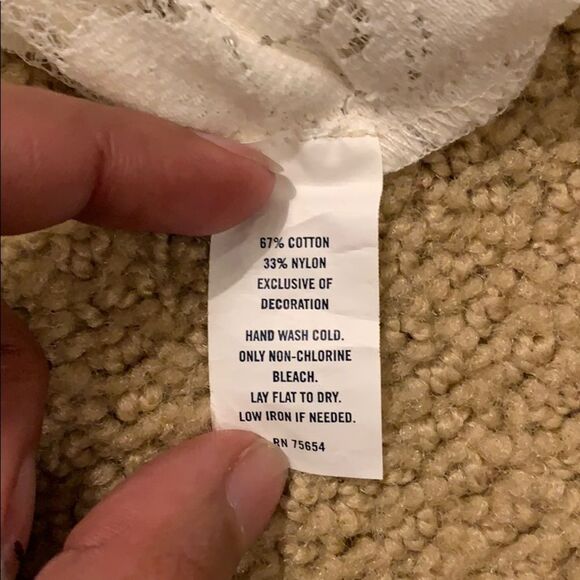 67% COTTON
33% NYLON
EXCLUSIVE OF
DECORATION
HAND WASH COLD.
ONLY NON-CHLORINE
BLEACH.
LAY FLAT TO DRY.
LOW IRON IF NEEDED.
RN 75654